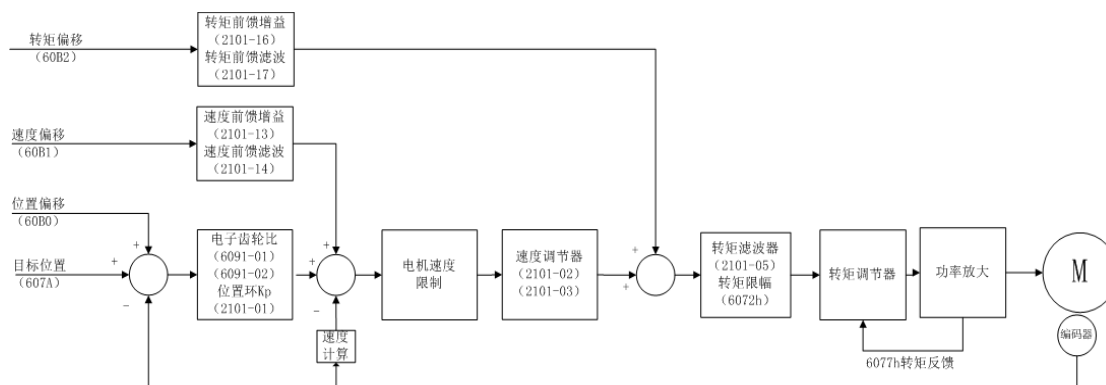 转矩偏移
(60B2)
转矩前馈增益
(2101-16)
转矩前馈滤波
(2101-17)
速度偏移
(60B1)
速度前馈增益
(2101-13)
速度前馈滤波
(2101-14)
位置偏移
(60B0)
目标位置
(607A)
+
+
-
电子齿轮比
(6091-01)
(6091-02)
位置环Kp
(2101-01)
+
+
-
速度
计算
电机速度
限制
速度调节器
(2101-02)
(2101-03)
+
+
转矩滤波器
(2101-05)
转矩限幅
(6072h)
转矩调节器
功率放大
6077h转矩反馈
M
编码器